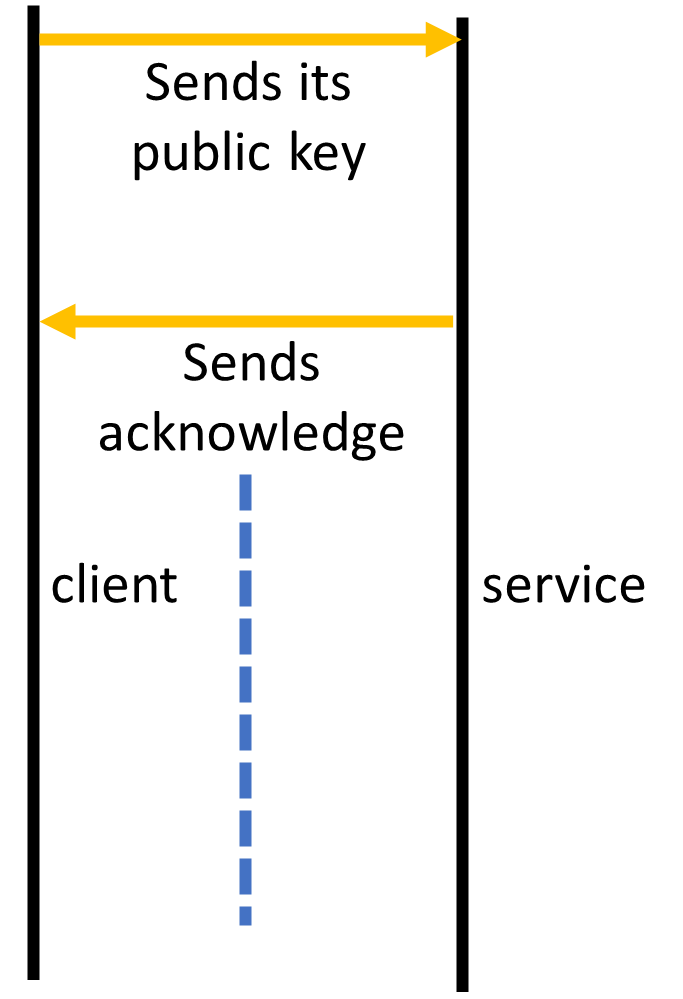 Sends its
public key
Sends
acknowledge
client
service